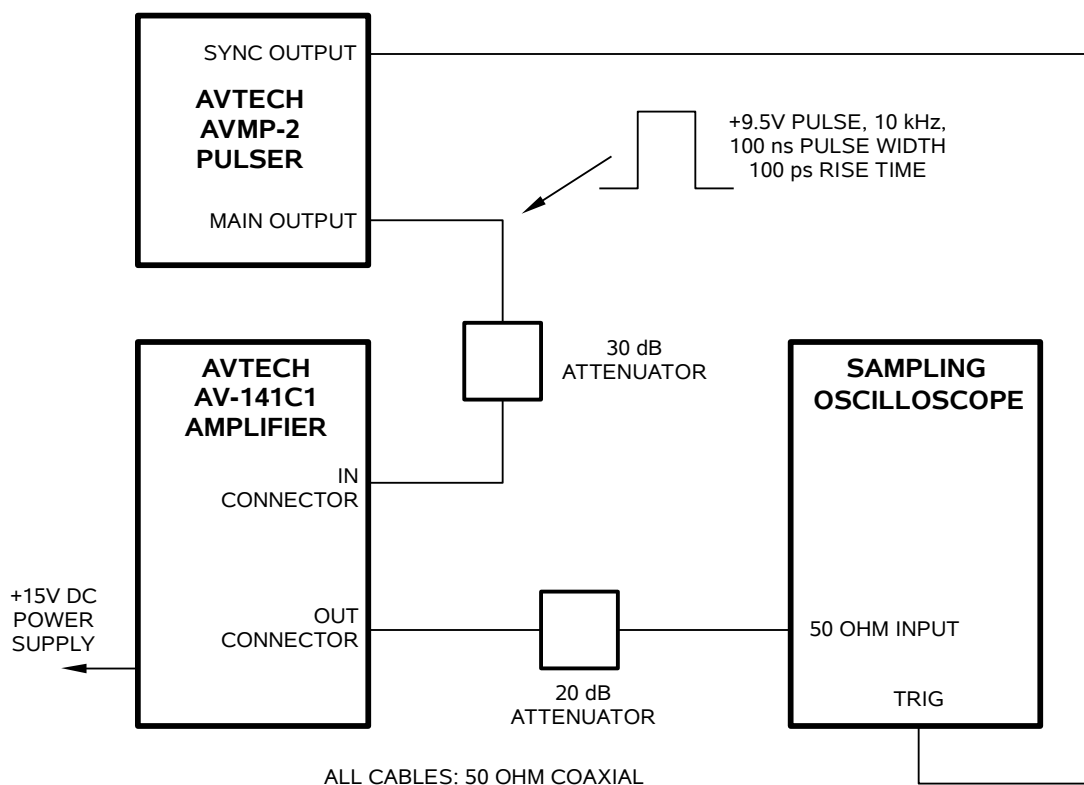 SYNC OUTPUT
AVTECH
AVMP-2
PULSER
MAIN OUTPUT
+9.5V PULSE, 10 kHz,
100 ns PULSE WIDTH
100 ps RISE TIME
30 dB
ATTENUATOR
AVTECH
AV-141C1
AMPLIFIER
IN
CONNECTOR
OUT
CONNECTOR
+15V DC
POWER
SUPPLY
20 dB
ATTENUATOR
SAMPLING
OSCILLOSCOPE
50 OHM INPUT
TRIG
ALL CABLES: 50 OHM COAXIAL